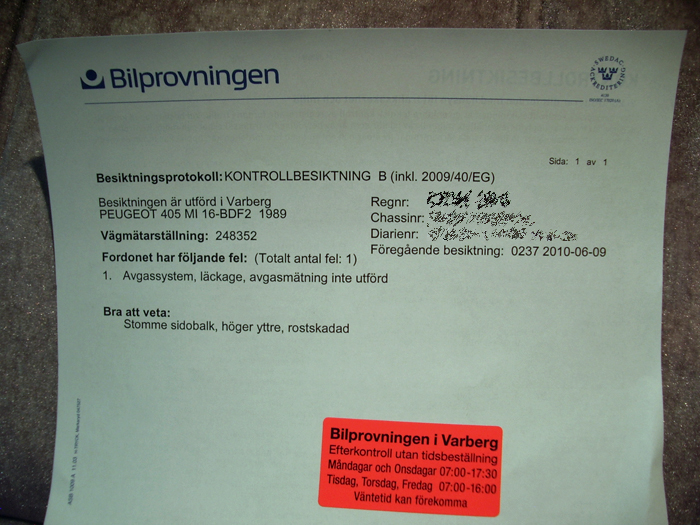 Bilprovningen
SWEDAC
ACKREDITERING
Sida: 1 av 1
Besiktningsprotokoll: KONTROLLBESIKTNING B (inkl. 2009/40/EG)
Besiktningen är utförd i Varberg
PEUGEOT 405 MI 16-BDF2 1989
Vägmätarställning: 248352
Regnr:
Chassinr:
Diarienr:
Föregående besiktning: 0237 2010-06-09
Fordonet har följande fel: (Totalt antal fel: 1)
1. Avgassystem, läckage, avgasmätning inte utförd
Bra att veta:
Stomme sidobalk, höger yttre, rostskadad
Bilprovningen i Varberg
Efterkontroll utan tidsbeställning
Måndagar och Onsdagar 07:00-17:30
Tisdag, Torsdag, Fredag 07:00-16:00
Väntetid kan förekomma